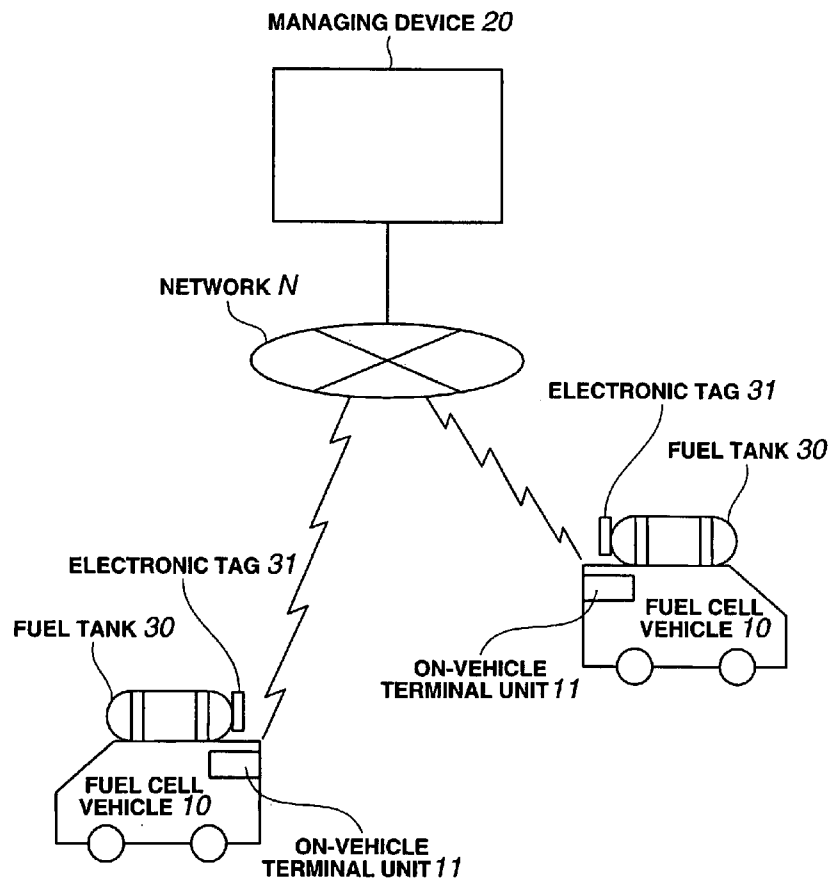 MANAGING DEVICE 20
NETWORK N
ELECTRONIC TAG 31
FUEL TANK 30
ELECTRONIC TAG 31
FUEL TANK 30
FUEL CELL
VEHICLE 10
ON-VEHICLE
TERMINAL UNIT 11
FUEL CELL
VEHICLE 10
ON-VEHICLE
TERMINAL UNIT 11